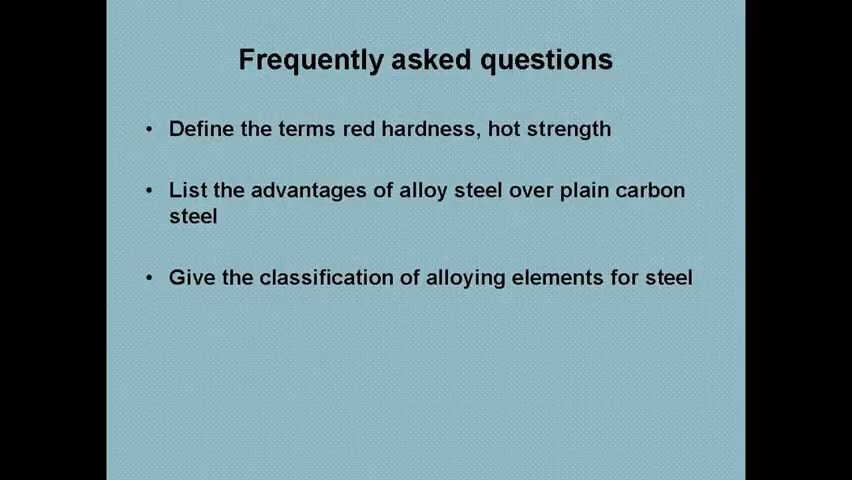 Frequently asked questions
• Define the terms red hardness, hot strength
• List the advantages of alloy steel over plain carbon
steel
• Give the classification of alloying elements for steel